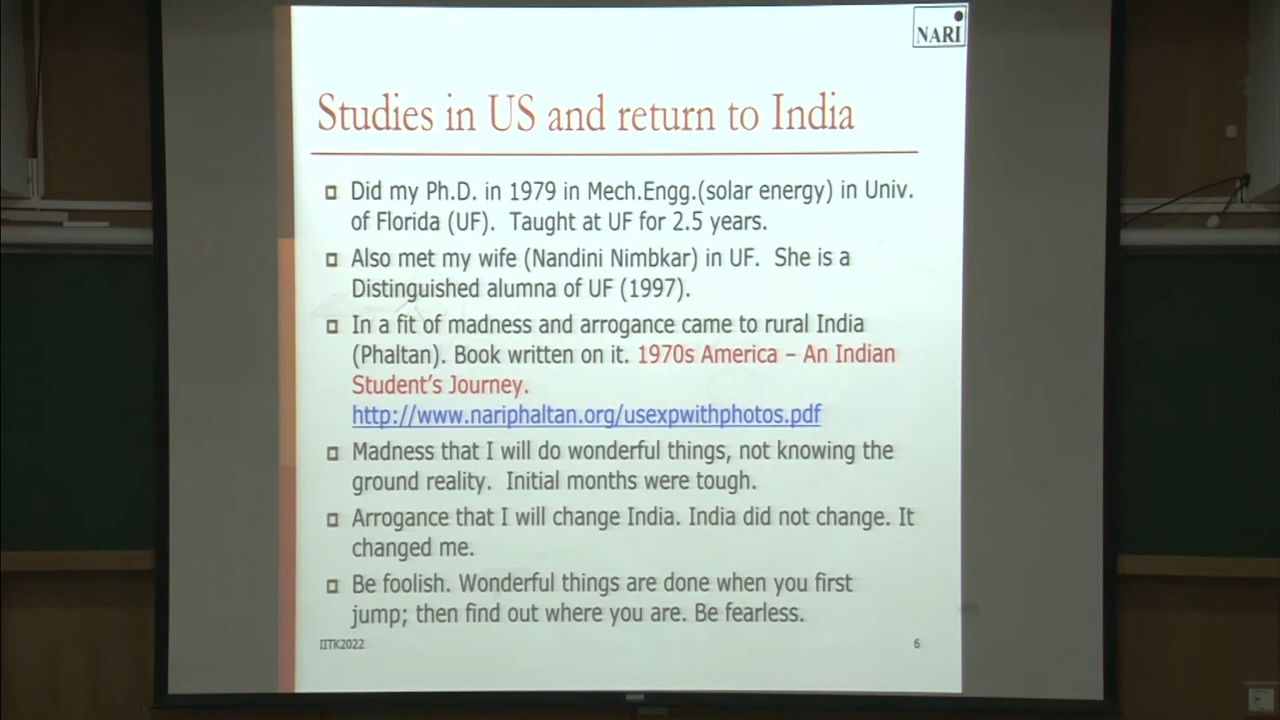 NARI
Studies in US and return to India
Did my Ph.D. in 1979 in Mech.Engg.(solar energy) in Univ.
of Florida (UF). Taught at UF for 2.5 years.
Also met my wife (Nandini Nimbkar) in UF. She is a
Distinguished alumna of UF (1997).
In a fit of madness and arrogance came to rural India
(Phaltan). Book written on it. 1970s America – An Indian
Student's Journey.
http://www.nariphaltan.org/usexpwithphotos.pdf
Madness that I will do wonderful things, not knowing the
ground reality. Initial months were tough.
Arrogance that I will change India. India did not change. It
changed me.
Be foolish. Wonderful things are done when you first
jump; then find out where you are. Be fearless.
IITK2022
6